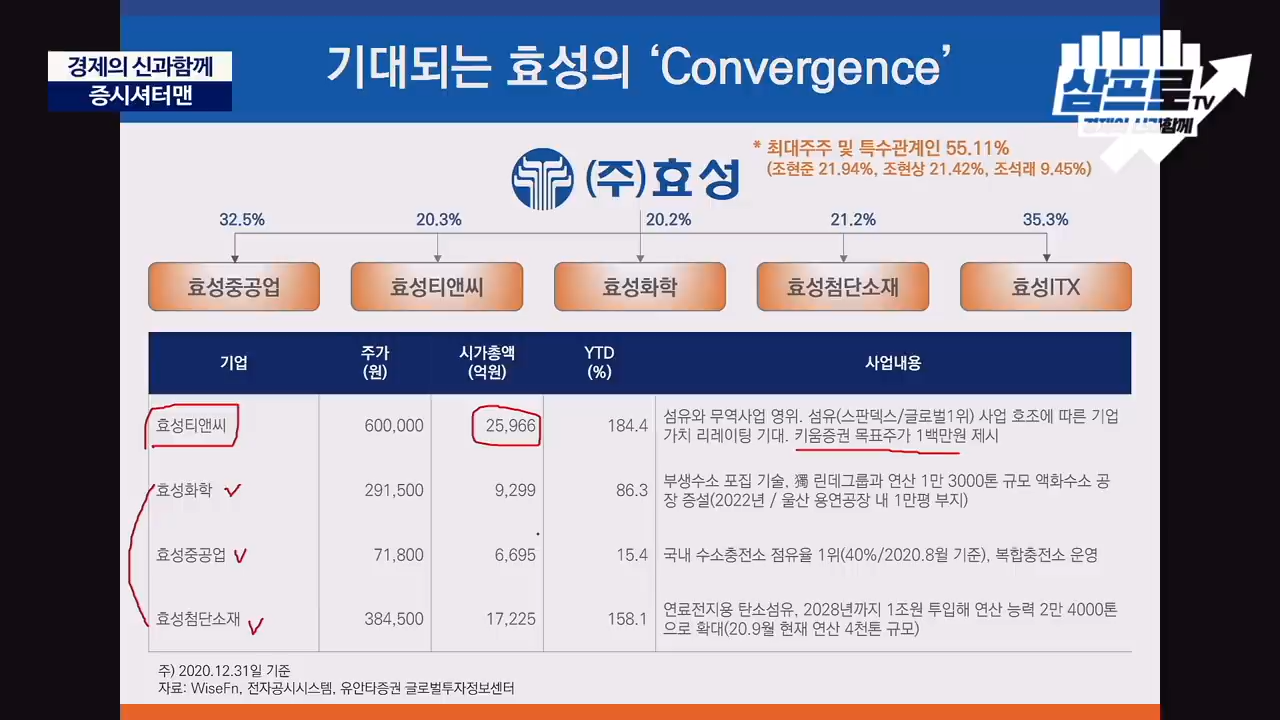 기대되는 효성의 ‘Convergence’
경제의 신과함께
증시셔터맨
삼프로TV
경제의 신과함께
(주)효성
* 최대주주 및 특수관계인 55.11%
(조현준 21.94%, 조현상 21.42%, 조석래 9.45%)
32.5% 20.3% 20.2% 21.2% 35.3%
효성중공업 효성티앤씨 효성화학 효성첨단소재 효성ITX
기업 주가 (원) 시가총액 (억원) YTD (%) 사업내용
효성티앤씨 600,000 25,966 184.4 섬유와 무역사업 영위. 섬유(스판덱스/글로벌1위) 사업 호조에 따른 기업
가치 리레이팅 기대. 키움증권 목표주가 1백만원 제시
효성화학 291,500 9,299 86.3 부생수소 포집 기술, 獨 린데그룹과 연산 1만 3000톤 규모 액화수소 공
장 증설(2022년 / 울산 용연공장 내 1만평 부지)
효성중공업 71,800 6,695 15.4 국내 수소충전소 점유율 1위(40%/2020.8월 기준), 복합충전소 운영
효성첨단소재 384,500 17,225 158.1 연료전지용 탄소섬유, 2028년까지 1조원 투입해 연산 능력 2만 4000톤
으로 확대(20.9월 현재 연산 4천톤 규모)
주) 2020.12.31일 기준
자료: WiseFn, 전자공시시스템, 유안타증권 글로벌투자정보센터